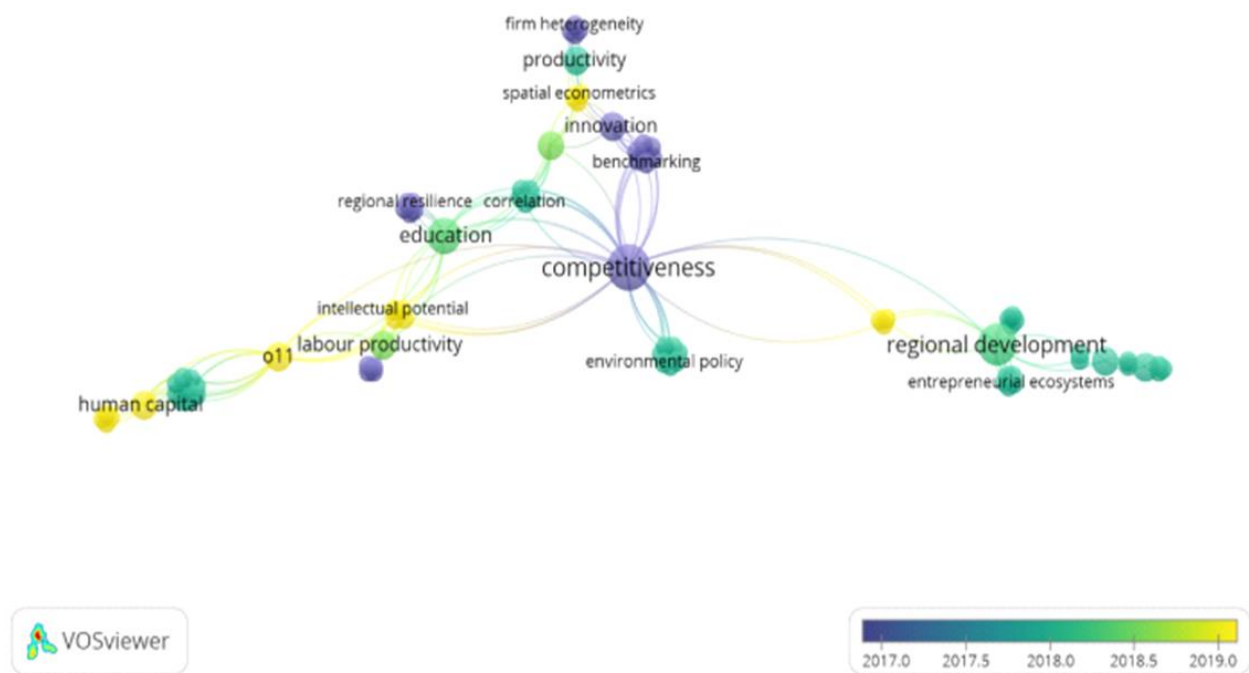 firm heterogeneity
productivity
spatial econometrics
innovation
benchmarking
regional resilience
correlation
education
competitiveness
intellectual potential
labour productivity
o11
human capital
environmental policy
regional development
entrepreneurial ecosystems
VOSviewer
2017.0 2017.5 2018.0 2018.5 2019.0